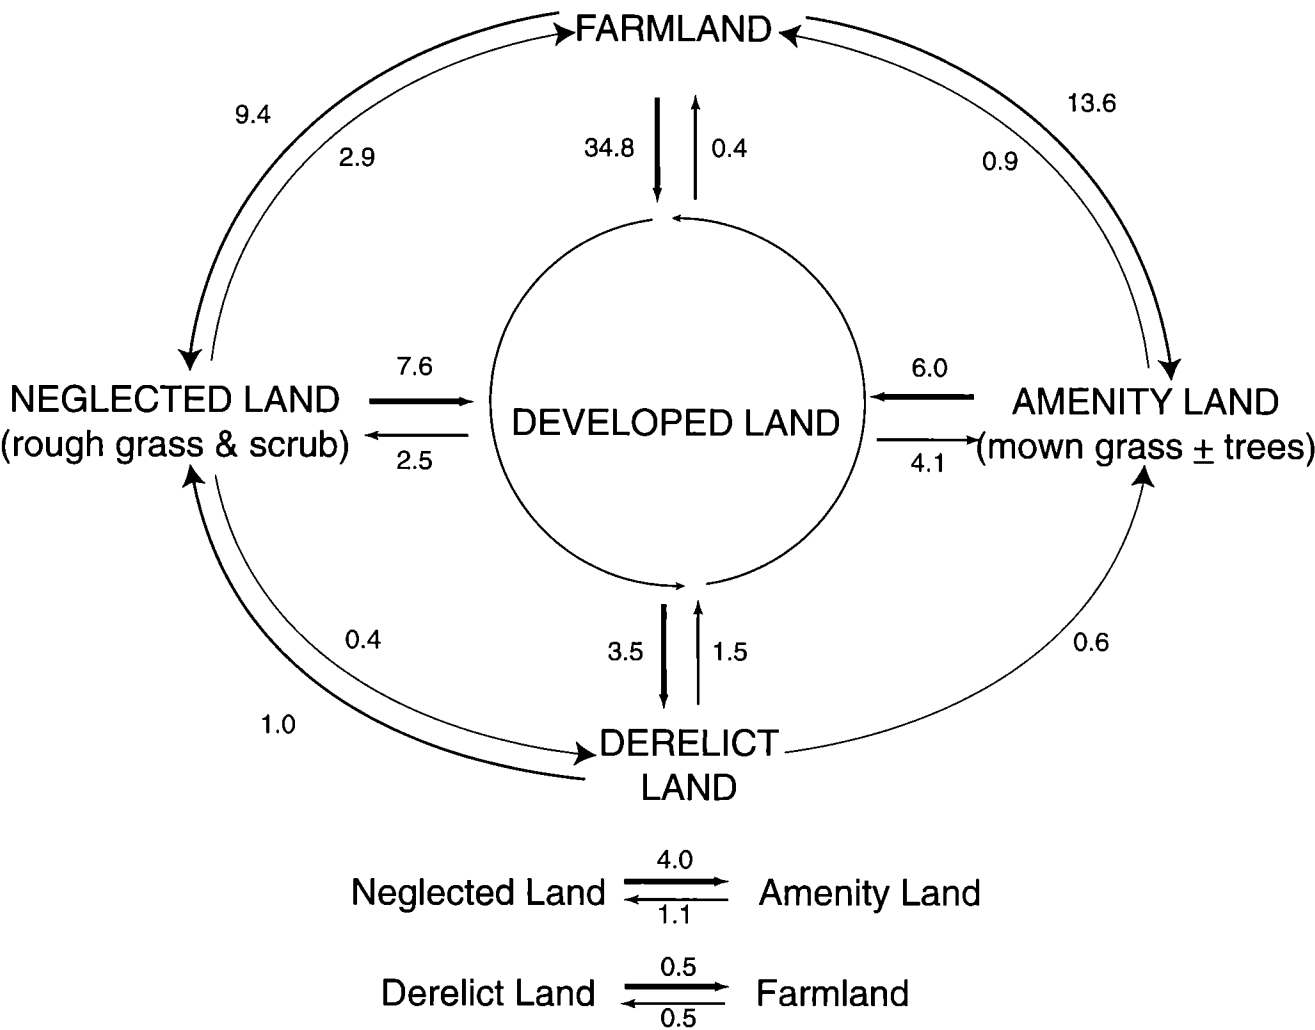 FARMLAND
9.4
13.6
2.9
34.8
0.4
0.9
7.6
6.0
NEGLECTED LAND
(rough grass & scrub)
DEVELOPED LAND
AMENITY LAND
(mown grass ± trees)
2.5
4.1
0.4
3.5
1.5
0.6
1.0
DERELICT
LAND
4.0
Neglected Land
Amenity Land
1.1
0.5
Derelict Land
Farmland
0.5